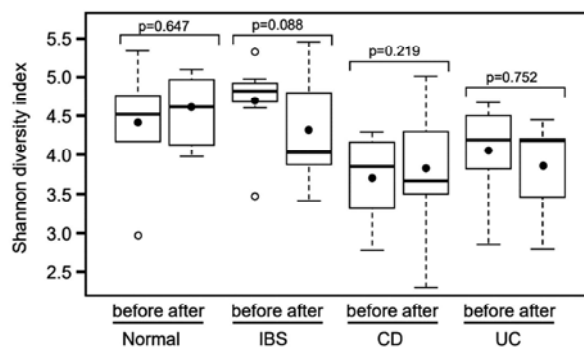 p=0.647
p=0.088
p=0.219
p=0.752
Shannon diversity index
5.5
5.0
4.5
4.0
3.5
3.0
2.5
before after before after before after before after
Normal IBS CD UC